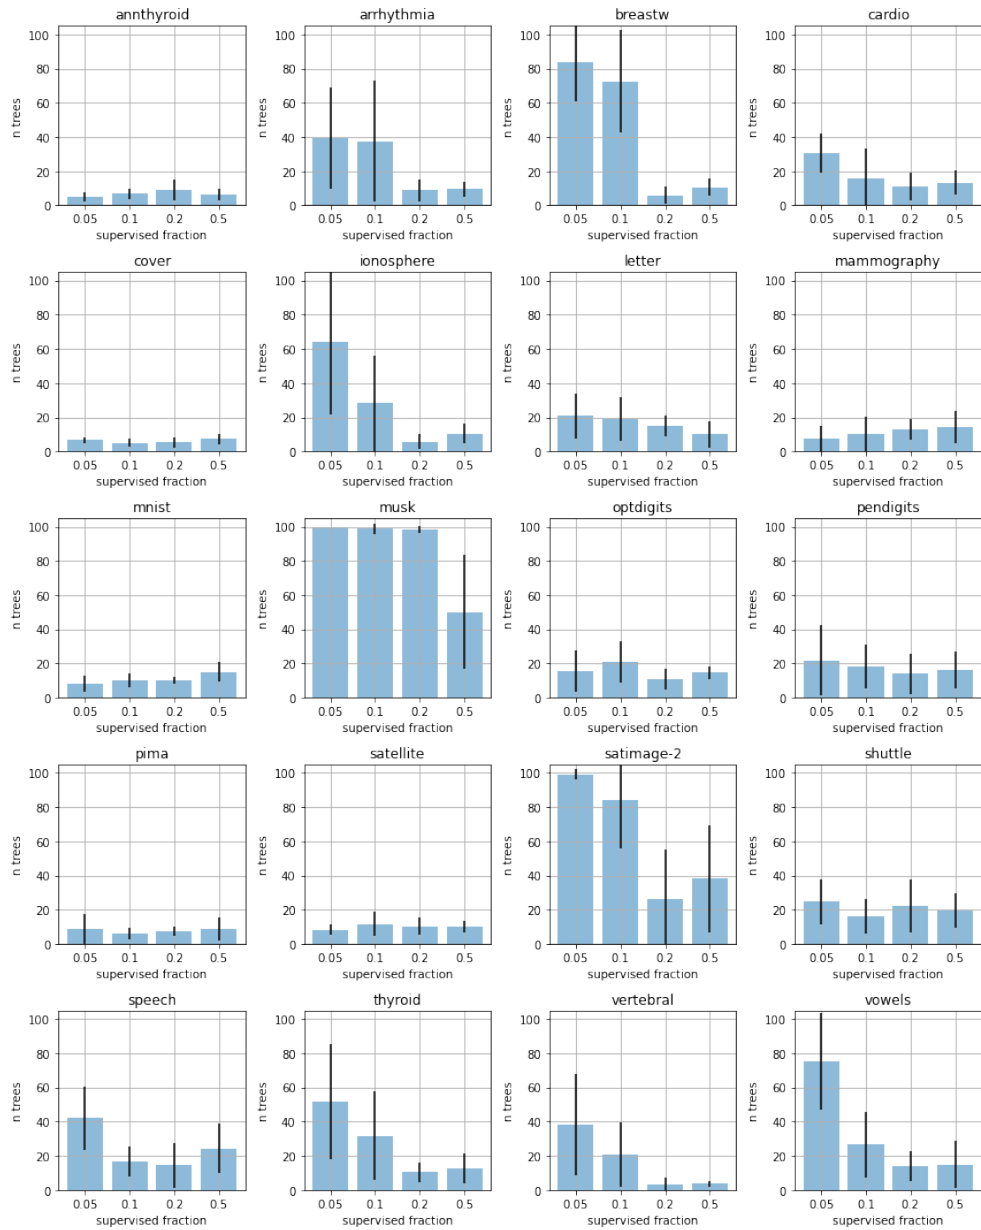 annthyroid
arrhythmia
breastw
cardio
100
80
60
40
20
0
n trees
0.05 0.1 0.2 0.5
supervised fraction
100
80
60
40
20
0
n trees
0.05 0.1 0.2 0.5
supervised fraction
100
80
60
40
20
0
n trees
0.05 0.1 0.2 0.5
supervised fraction
100
80
60
40
20
0
n trees
0.05 0.1 0.2 0.5
supervised fraction
cover
ionosphere
letter
mammography
100
80
60
40
20
0
n trees
0.05 0.1 0.2 0.5
supervised fraction
100
80
60
40
20
0
n trees
0.05 0.1 0.2 0.5
supervised fraction
100
80
60
40
20
0
n trees
0.05 0.1 0.2 0.5
supervised fraction
100
80
60
40
20
0
n trees
0.05 0.1 0.2 0.5
supervised fraction
mnist
musk
optdigits
pendigits
100
80
60
40
20
0
n trees
0.05 0.1 0.2 0.5
supervised fraction
100
80
60
40
20
0
n trees
0.05 0.1 0.2 0.5
supervised fraction
100
80
60
40
20
0
n trees
0.05 0.1 0.2 0.5
supervised fraction
100
80
60
40
20
0
n trees
0.05 0.1 0.2 0.5
supervised fraction
pima
satellite
satimage-2
shuttle
100
80
60
40
20
0
n trees
0.05 0.1 0.2 0.5
supervised fraction
100
80
60
40
20
0
n trees
0.05 0.1 0.2 0.5
supervised fraction
100
80
60
40
20
0
n trees
0.05 0.1 0.2 0.5
supervised fraction
100
80
60
40
20
0
n trees
0.05 0.1 0.2 0.5
supervised fraction
speech
thyroid
vertebral
vowels
100
80
60
40
20
0
n trees
0.05 0.1 0.2 0.5
supervised fraction
100
80
60
40
20
0
n trees
0.05 0.1 0.2 0.5
supervised fraction
100
80
60
40
20
0
n trees
0.05 0.1 0.2 0.5
supervised fraction
100
80
60
40
20
0
n trees
0.05 0.1 0.2 0.5
supervised fraction